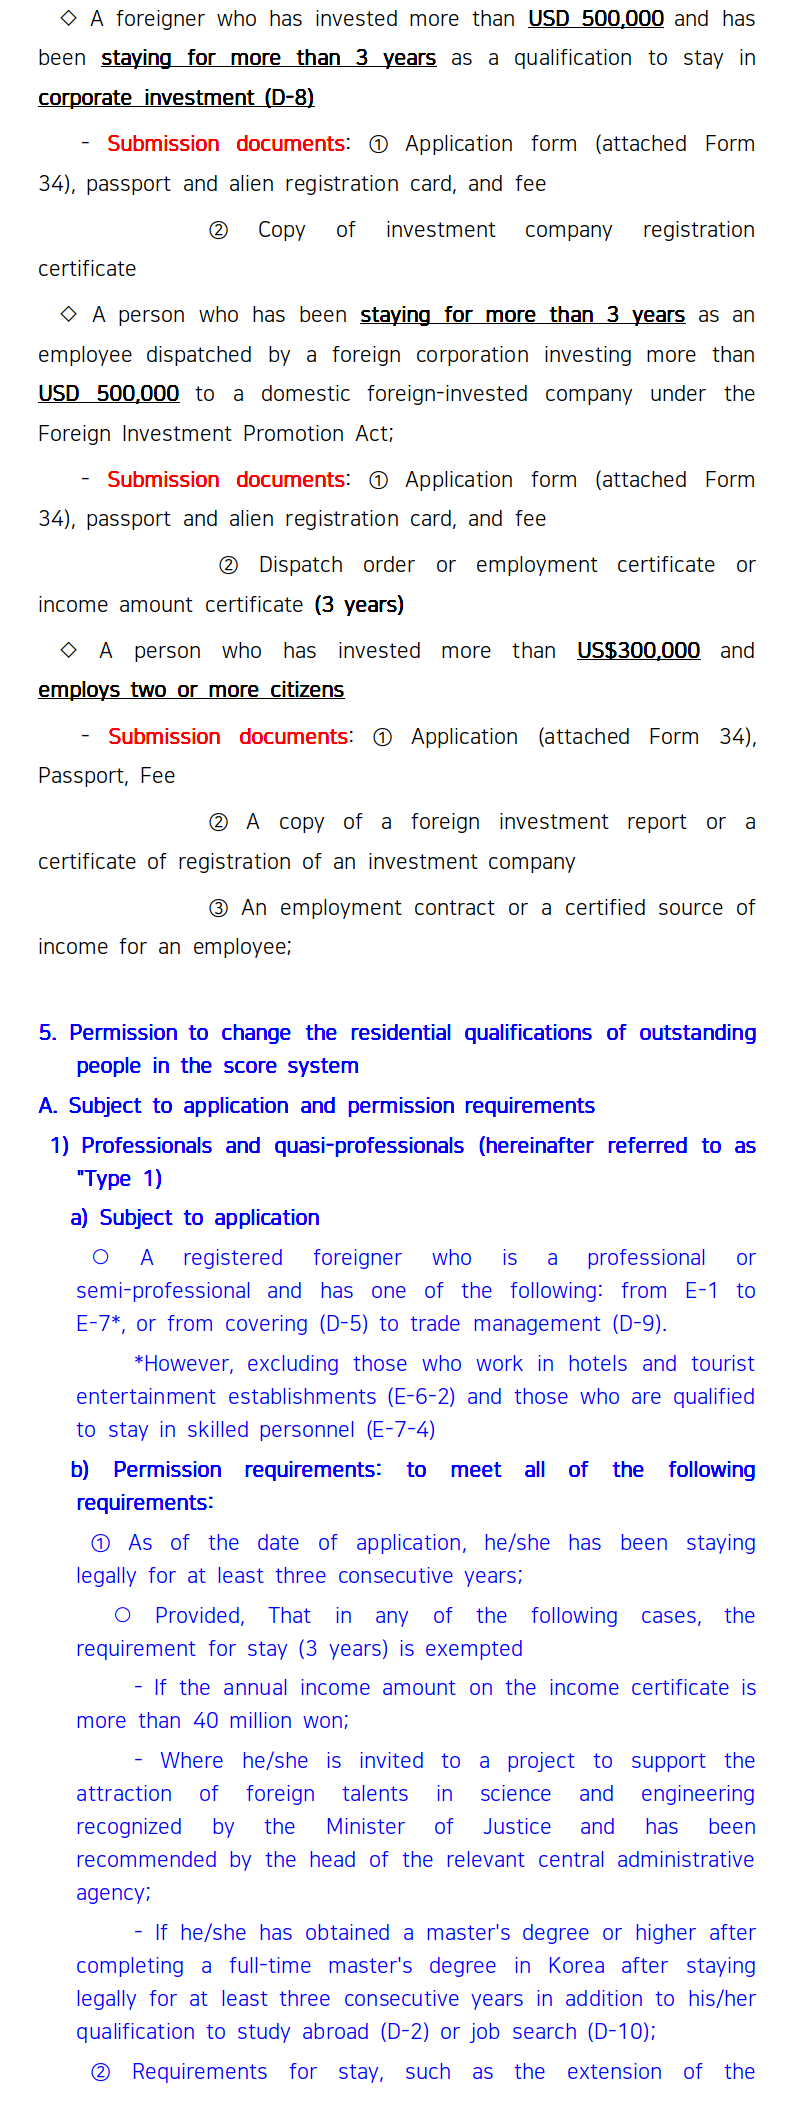 ◇ A foreigner who has invested more than USD 500,000 and has
been staying for more than 3 years as a qualification to stay in
corporate investment (D-8)
- Submission documents: ① Application form (attached Form
34), passport and alien registration card, and fee
② Copy of investment company registration
certificate
◇ A person who has been staying for more than 3 years as an
employee dispatched by a foreign corporation investing more than
USD 500,000 to a domestic foreign-invested company under the
Foreign Investment Promotion Act;
- Submission documents: ① Application form (attached Form
34), passport and alien registration card, and fee
② Dispatch order or employment certificate or
income amount certificate (3 years)
◇ A person who has invested more than US$300,000 and
employs two or more citizens
- Submission documents: ① Application (attached Form 34),
Passport, Fee
② A copy of a foreign investment report or a
certificate of registration of an investment company
③ An employment contract or a certified source of
income for an employee;
5. Permission to change the residential qualifications of outstanding
people in the score system
A. Subject to application and permission requirements
1) Professionals and quasi-professionals (hereinafter referred to as
"Type 1)
a) Subject to application
○ A registered foreigner who is a professional or
semi-professional and has one of the following: from E-1 to
E-7*, or from covering (D-5) to trade management (D-9).
*However, excluding those who work in hotels and tourist
entertainment establishments (E-6-2) and those who are qualified
to stay in skilled personnel (E-7-4)
b) Permission requirements: to meet all of the following
requirements:
① As of the date of application, he/she has been staying
legally for at least three consecutive years;
○ Provided, That in any of the following cases, the
requirement for stay (3 years) is exempted
- If the annual income amount on the income certificate is
more than 40 million won;
- Where he/she is invited to a project to support the
attraction of foreign talents in science and engineering
recognized by the Minister of Justice and has been
recommended by the head of the relevant central administrative
agency;
- If he/she has obtained a master's degree or higher after
completing a full-time master's degree in Korea after staying
legally for at least three consecutive years in addition to his/her
qualification to study abroad (D-2) or job search (D-10);
② Requirements for stay, such as the extension of the